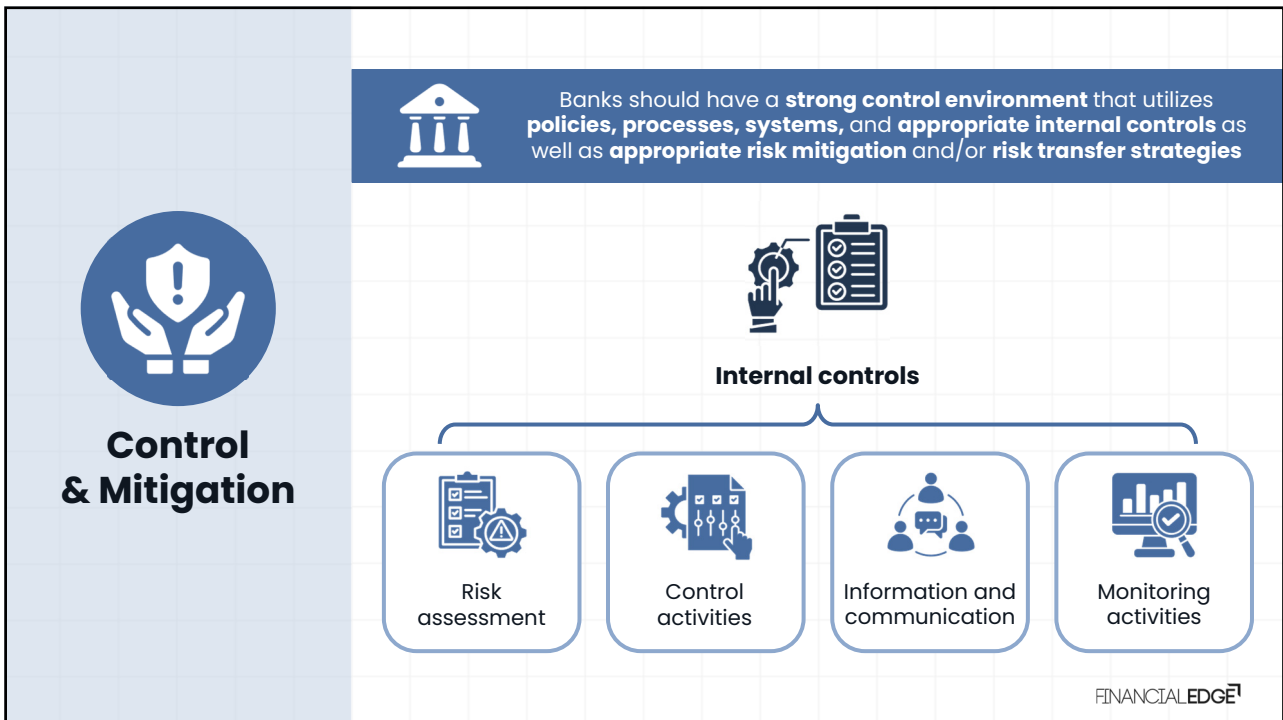 Banks should have a strong control environment that utilizes
policies, processes, systems, and appropriate internal controls as
well as appropriate risk mitigation and/or risk transfer strategies
Control
& Mitigation
Internal controls
Risk
assessment
Control
activities
Information and
communication
Monitoring
activities
FINANCIALEDGE